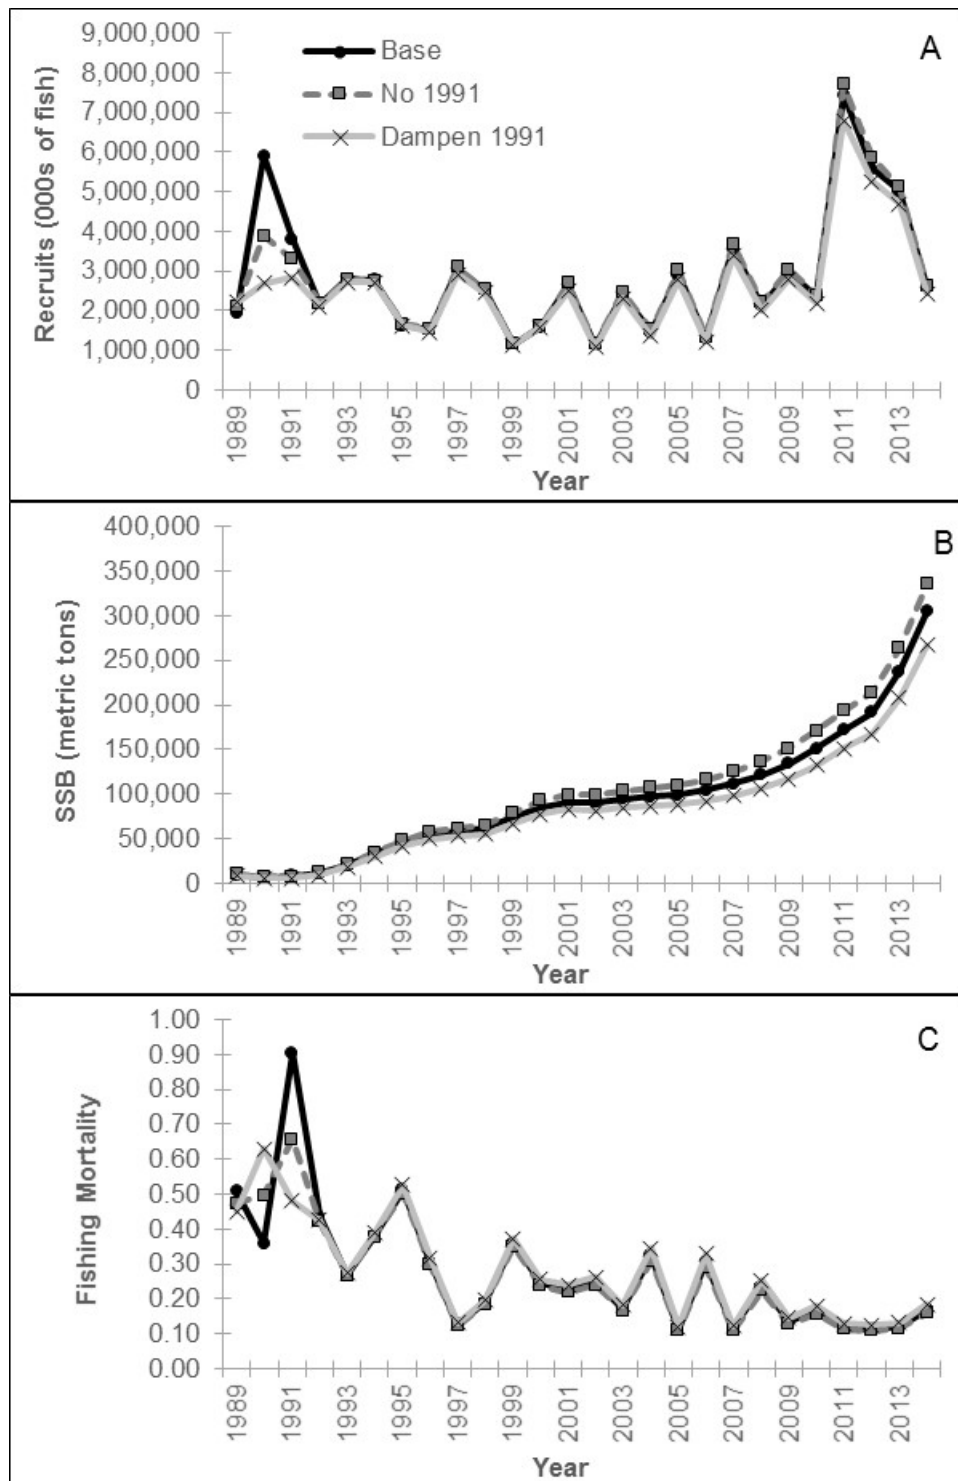 A
9,000,000
8,000,000
7,000,000
6,000,000
5,000,000
4,000,000
3,000,000
2,000,000
1,000,000
0
Recruits (000s of fish)
Base
No 1991
Dampen 1991
1989 1991 1993 1995 1997 1999 2001 2003 2005 2007 2009 2011 2013
Year
B
400,000
350,000
300,000
250,000
200,000
150,000
100,000
50,000
0
SSB (metric tons)
1989 1991 1993 1995 1997 1999 2001 2003 2005 2007 2009 2011 2013
Year
C
1.00
0.90
0.80
0.70
0.60
0.50
0.40
0.30
0.20
0.10
0.00
Fishing Mortality
1989 1991 1993 1995 1997 1999 2001 2003 2005 2007 2009 2011 2013
Year